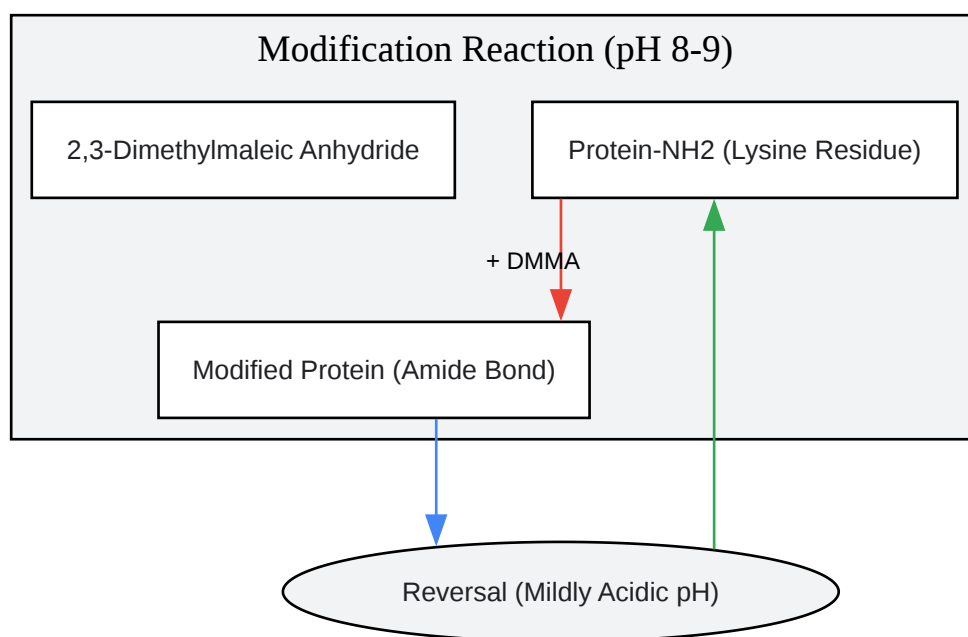 Modification Reaction (pH 8-9)
2,3-Dimethylmaleic Anhydride
Protein-NH2 (Lysine Residue)
+ DMMA
Modified Protein (Amide Bond)
Reversal (Mildly Acidic pH)